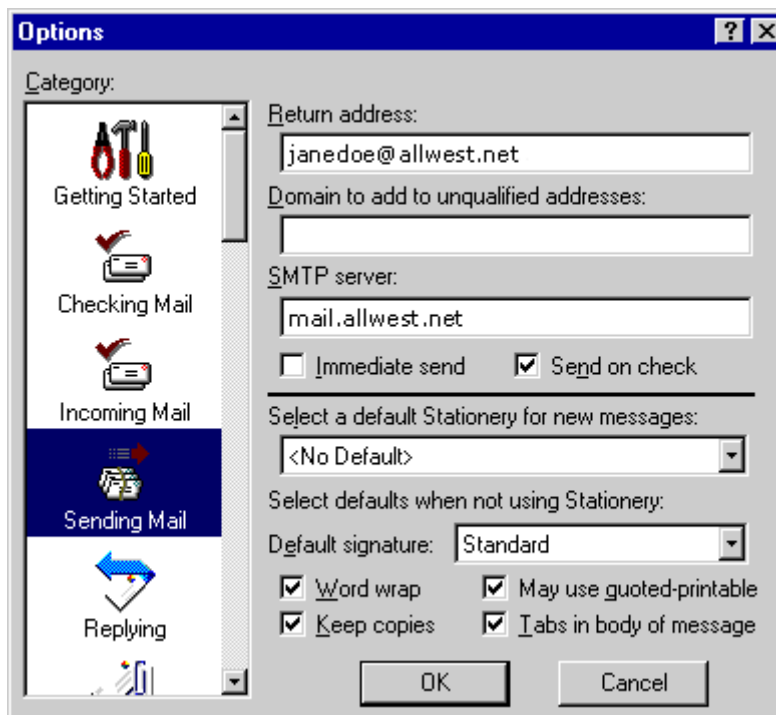 Options
Category:
Getting Started
Checking Mail
Incoming Mail
Sending Mail
Replying
Return address:
janedoe@allwest.net
Domain to add to unqualified addresses:
SMTP server:
mail.allwest.net
Immediate send Send on check
Select a default Stationery for new messages:
<No Default>
Select defaults when not using Stationery:
Default signature: Standard
Word wrap May use quoted-printable
Keep copies Tabs in body of message
OK Cancel